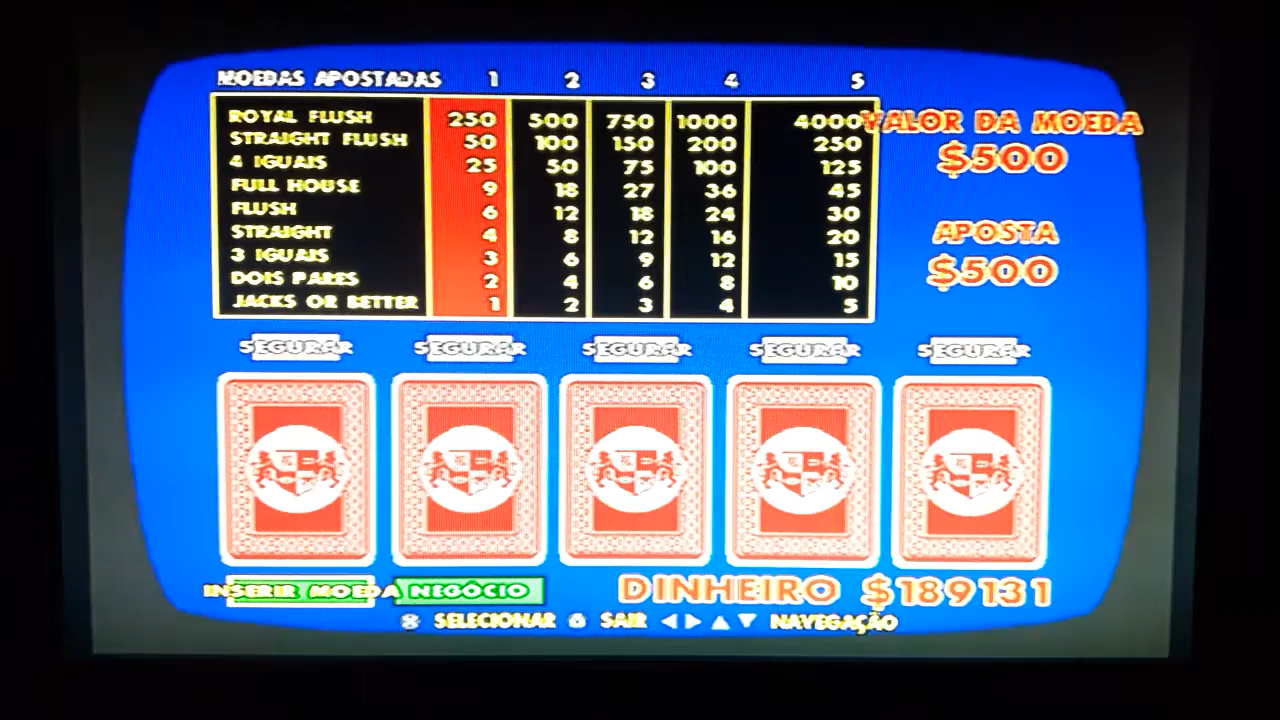 MOEDAS APOSTADAS 1 2 3 4 5
ROYAL FLUSH 250 500 750 1000 4000
STRAIGHT FLUSH 50 100 150 200 250
4 IGUAIS 25 50 75 100 125
FULL HOUSE 9 18 27 36 45
FLUSH 6 12 18 24 30
STRAIGHT 4 8 12 16 20
3 IGUAIS 3 6 9 12 15
DOIS PARES 2 4 6 8 10
JACKS OR BETTER 1 2 3 4 5
VALOR DA MOEDA
$500
APOSTA
$500
SEGURAR SEGURAR SEGURAR SEGURAR SEGURAR
INSERIR MOEDA NEGÓCIO DINHEIRO $189131
SELECIONAR SAIR NAVEGAÇÃO